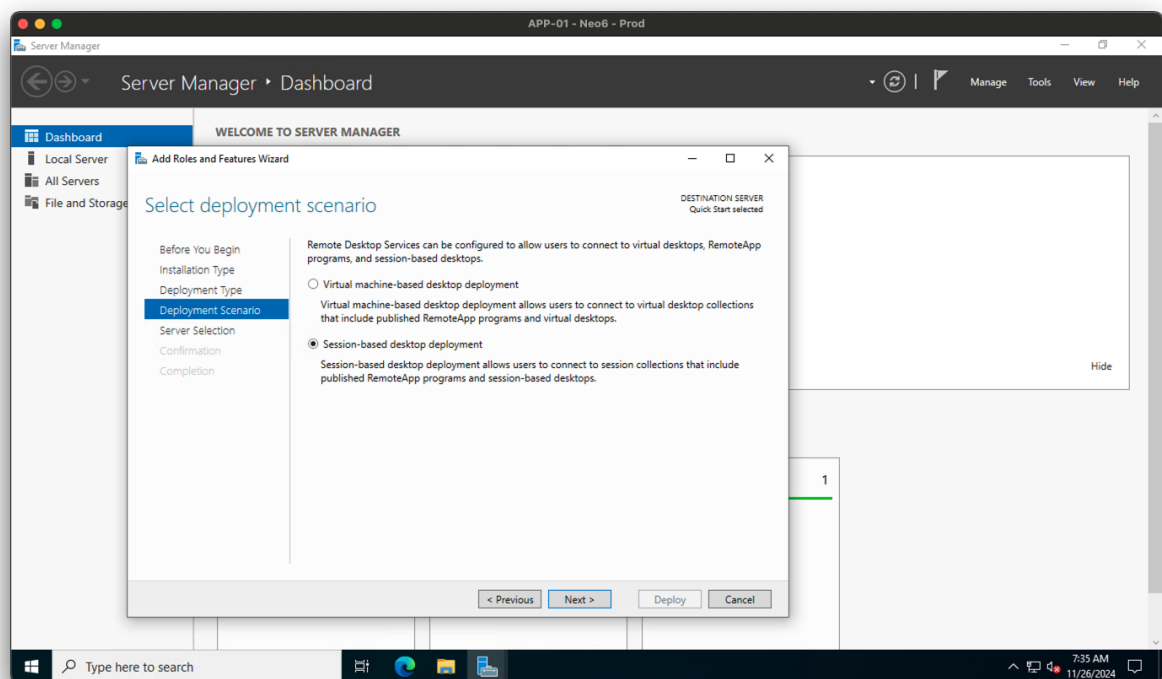 APP-01 - Neo6 - Prod
Server Manager
Server Manager • Dashboard
Manage Tools View Help
Dashboard
Local Server
All Servers
File and Storage
WELCOME TO SERVER MANAGER
Add Roles and Features Wizard
Select deployment scenario
DESTINATION SERVER
Quick Start selected
Before You Begin
Installation Type
Deployment Type
Deployment Scenario
Server Selection
Confirmation
Completion
Remote Desktop Services can be configured to allow users to connect to virtual desktops, RemoteApp
programs, and session-based desktops.
Virtual machine-based desktop deployment
Virtual machine-based desktop deployment allows users to connect to virtual desktop collections
that include published RemoteApp programs and virtual desktops.
Session-based desktop deployment
Session-based desktop deployment allows users to connect to session collections that include
published RemoteApp programs and session-based desktops.
< Previous Next > Deploy Cancel
Hide
1
Type here to search
7:35 AM
11/26/2024